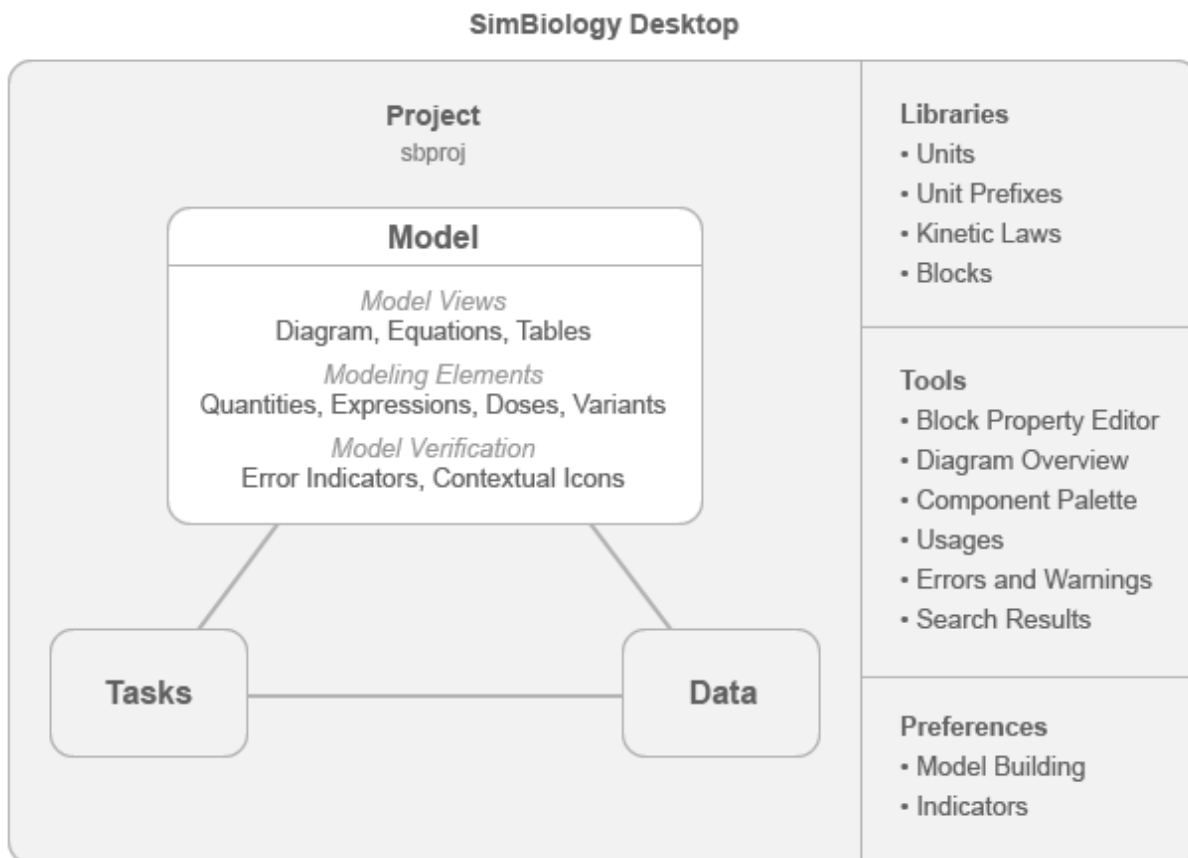 SimBiology Desktop
Project
sbproj
Model
Model Views
Diagram, Equations, Tables
Modeling Elements
Quantities, Expressions, Doses, Variants
Model Verification
Error Indicators, Contextual Icons
Tasks
Data
Libraries
• Units
• Unit Prefixes
• Kinetic Laws
• Blocks
Tools
• Block Property Editor
• Diagram Overview
• Component Palette
• Usages
• Errors and Warnings
• Search Results
Preferences
• Model Building
• Indicators